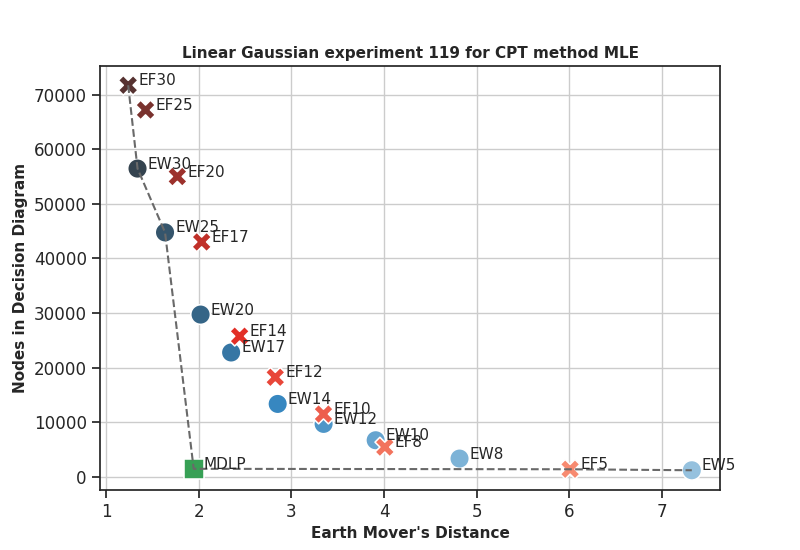 Linear Gaussian experiment 119 for CPT method MLE
Nodes in Decision Diagram
70000
60000
50000
40000
30000
20000
10000
0
EF30
EF25
EW30
EF20
EW25
EF17
EW20
EF14
EW17
EF12
EW14
EF10
EW12
EW10
EF8
EW8
MDLP
EF5
EW5
1 2 3 4 5 6 7
Earth Mover's Distance